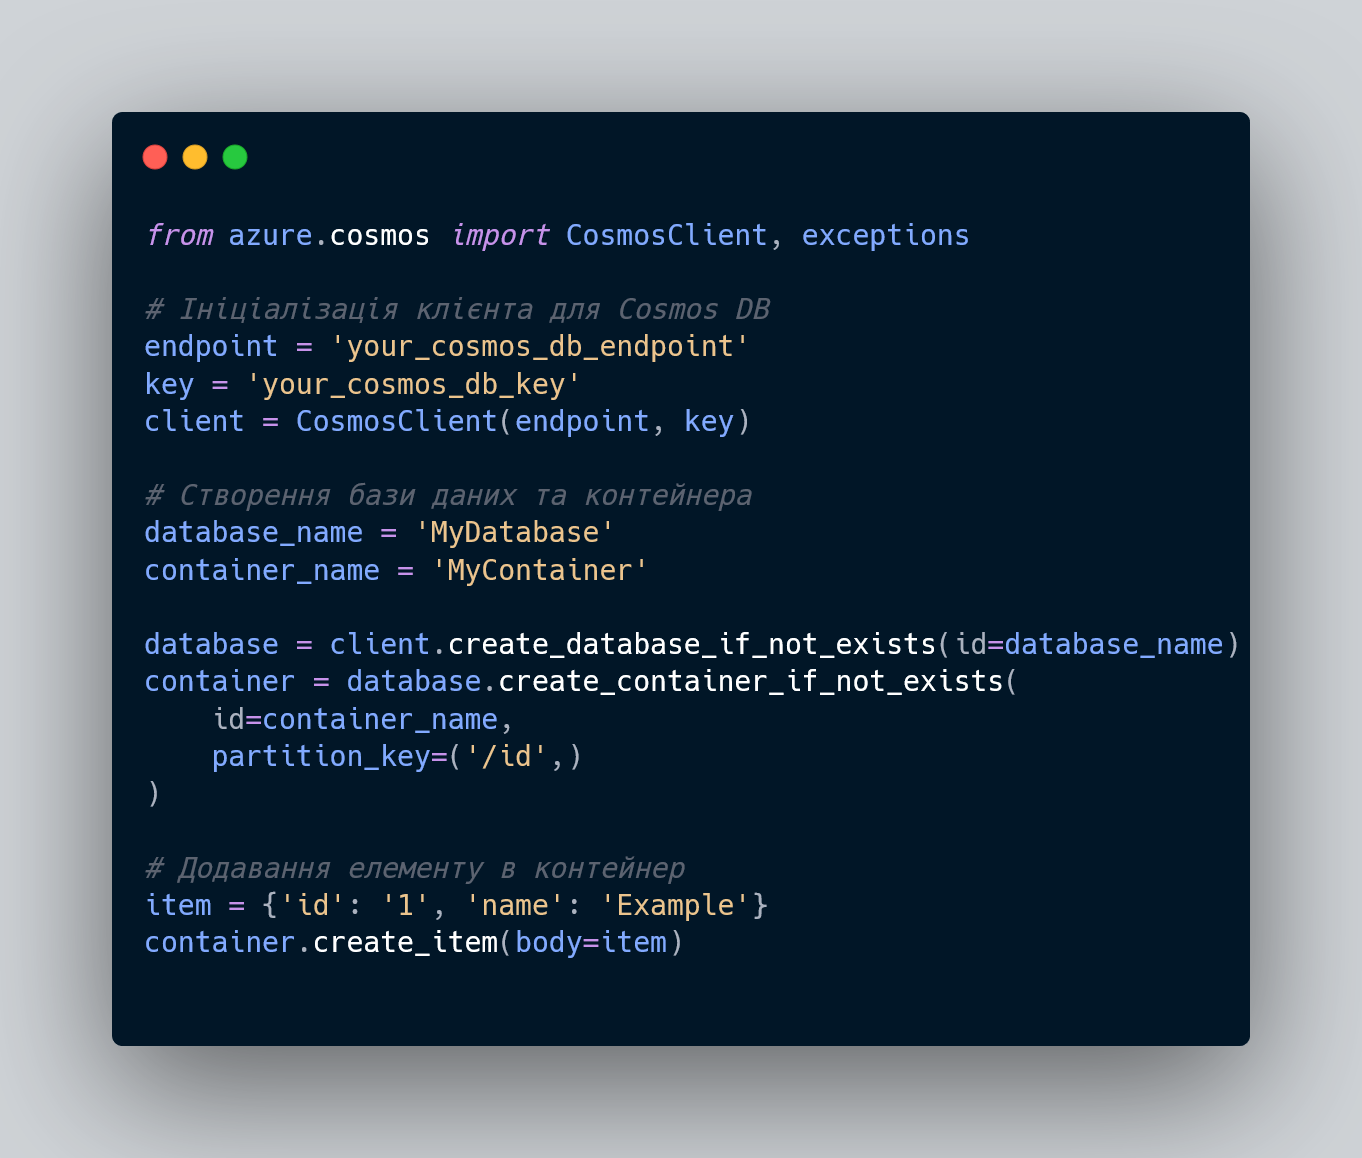 from azure.cosmos import CosmosClient, exceptions
# Ініціалізація клієнта для Cosmos DB
endpoint = 'your_cosmos_db_endpoint'
key = 'your_cosmos_db_key'
client = CosmosClient(endpoint, key)
# Створення бази даних та контейнера
database_name = 'MyDatabase'
container_name = 'MyContainer'
database = client.create_database_if_not_exists(id=database_name)
container = database.create_container_if_not_exists(
    id=container_name,
    partition_key=('/id',)
)
# Додавання елементу в контейнер
item = {'id': '1', 'name': 'Example'}
container.create_item(body=item)